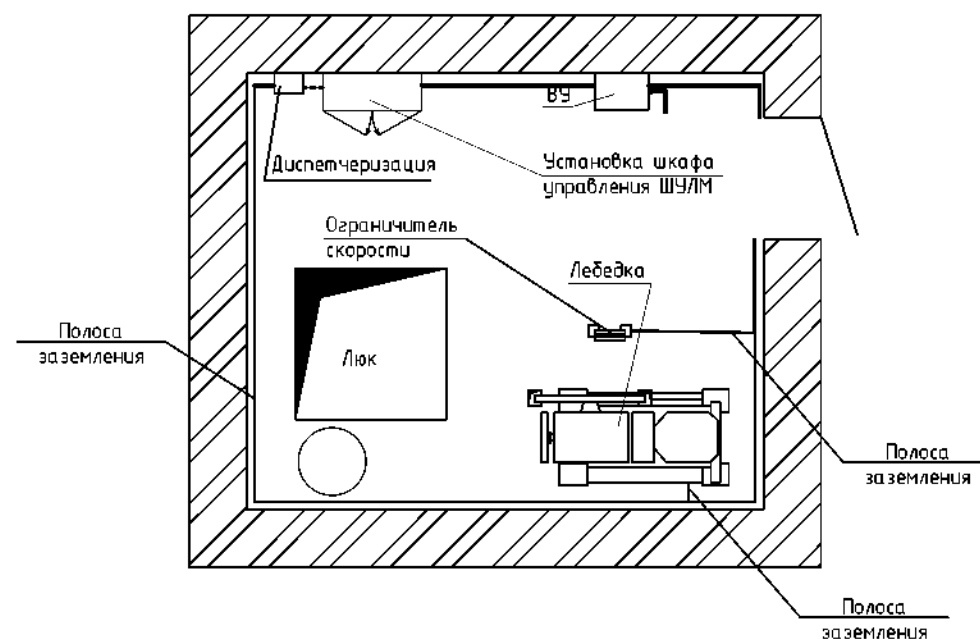 ВУ
Диспетчеризация
Установка шкафа
управления ШУЛМ
Ограничитель
скорости
Лебедка
Полоса
заземления
Люк
Полоса
заземления
Полоса
заземления